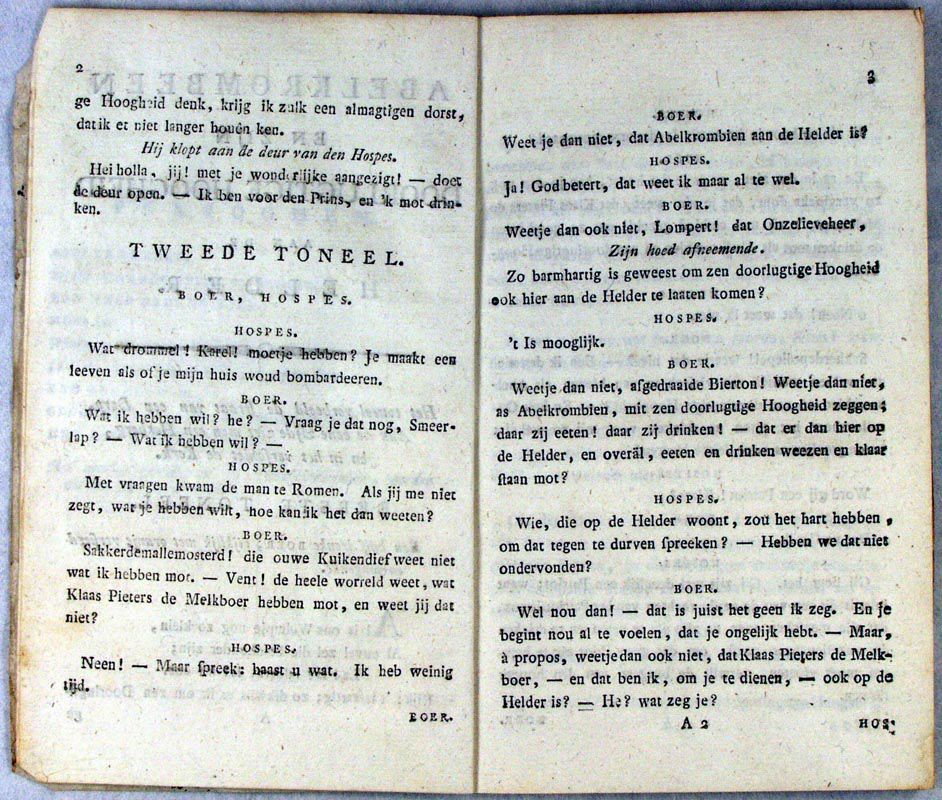 2
ge Hoogheid denk, krijg ik zulk een almagtigen dorst,
dat ik et niet langer houên ken.
Hij klopt aan de deur van den Hospes.
Hei holla, jij! met je wonderlijke aangezigt! — doet
de deur open. — Ik ben voor den Prins, en 'k mot drin-
ken.
TWEEDE TONEEL.
BOER, HOSPES.
HOSPES.
Wat drommel! Karel! moetje hebben? Je maakt een
leeven als of je mijn huis woud bombardeeren.
BOER.
Wat ik hebben wil? he? — Vraag je dat nog, Smeer-
lap? — Wat ik hebben wil? —
HOSPES.
Met vraagen kwam de man te Romen. Als jij me niet
zegt, wat je hebben wilt, hoe kan ik het dan weeten?
BOER.
Sakkerdemallemosterd! die ouwe Kuikendief weet niet
wat ik hebben mot. — Vent! de heele worreld weet, wat
Klaas Pieters de Melkboer hebben mot, en weet jij dat
niet?
HOSPES.
Neen! — Maar spreek: haast u wat. Ik heb weinig
tijd.
BOER.
3
BOER.
Weet je dan niet, dat Abelkrombien aan de Helder is?
HOSPES.
Ja! God betert, dat weet ik maar al te wel.
BOER.
Weetje dan ook niet, Lompert! dat Onzelieveheer,
Zijn hoed afneemende.
Zo barmhartig is geweest om zen doorlugtige Hoogheid
ook hier aan de Helder te laaten komen?
HOSPES.
't Is mooglijk.
BOER.
Weetje dan niet, afgedraaide Bierton! Weetje dan niet,
as Abelkrombien, mit zen doorlugtige Hoogheid zeggen;
daar zij eeten! daar zij drinken! — dat er dan hier op
de Helder, en overâl, eeten en drinken weezen en klaar
ſtaan mot?
HOSPES.
Wie, die op de Helder woont, zou het hart hebben,
om dat tegen te durven ſpreeken? — Hebben we dat niet
ondervonden?
BOER.
Wel nu dan! — dat is juist het geen ik zeg. En je
begint nou al te voelen, dat je ongelijk hebt. — Maar,
à propos, weetje dan ook niet, dat Klaas Pieters de Melk-
boer, — en dat ben ik, om je te dienen, — ook op de
Helder is? — He? wat zeg je?
A 2 HOS-